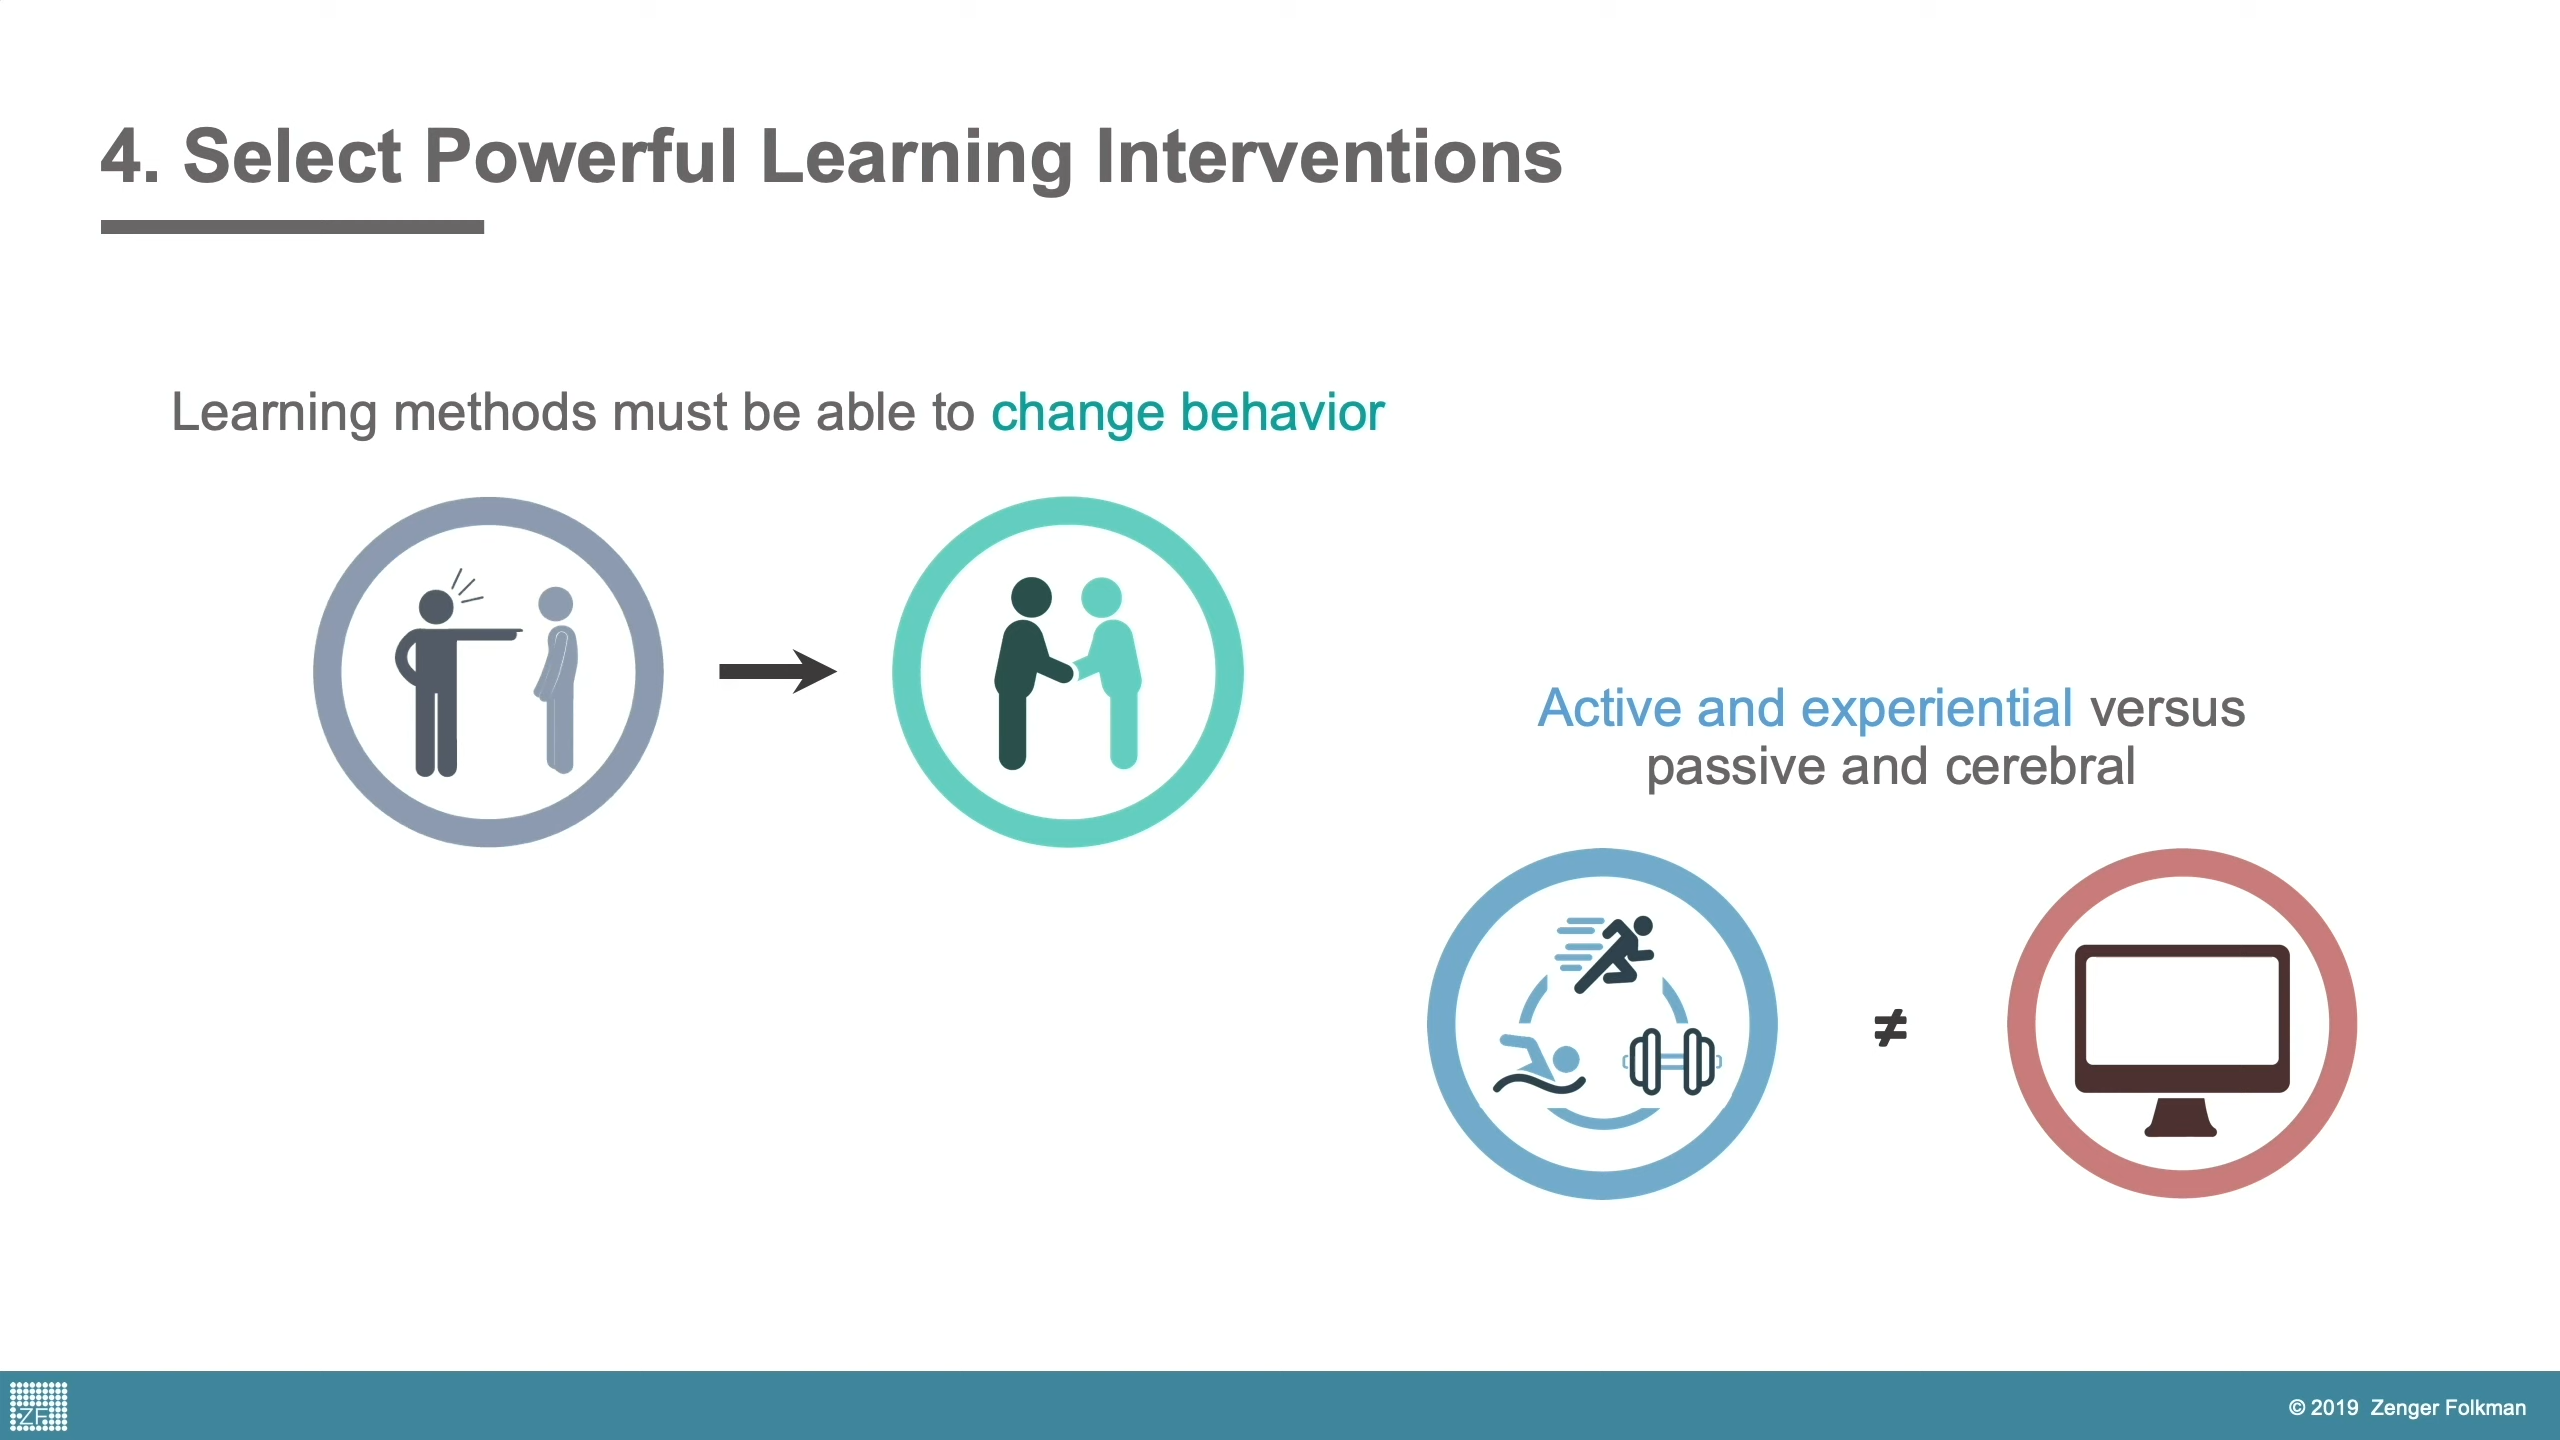 4. Select Powerful Learning Interventions
Learning methods must be able to change behavior
Active and experiential versus
passive and cerebral
≠
ZF
© 2019 Zenger Folkman